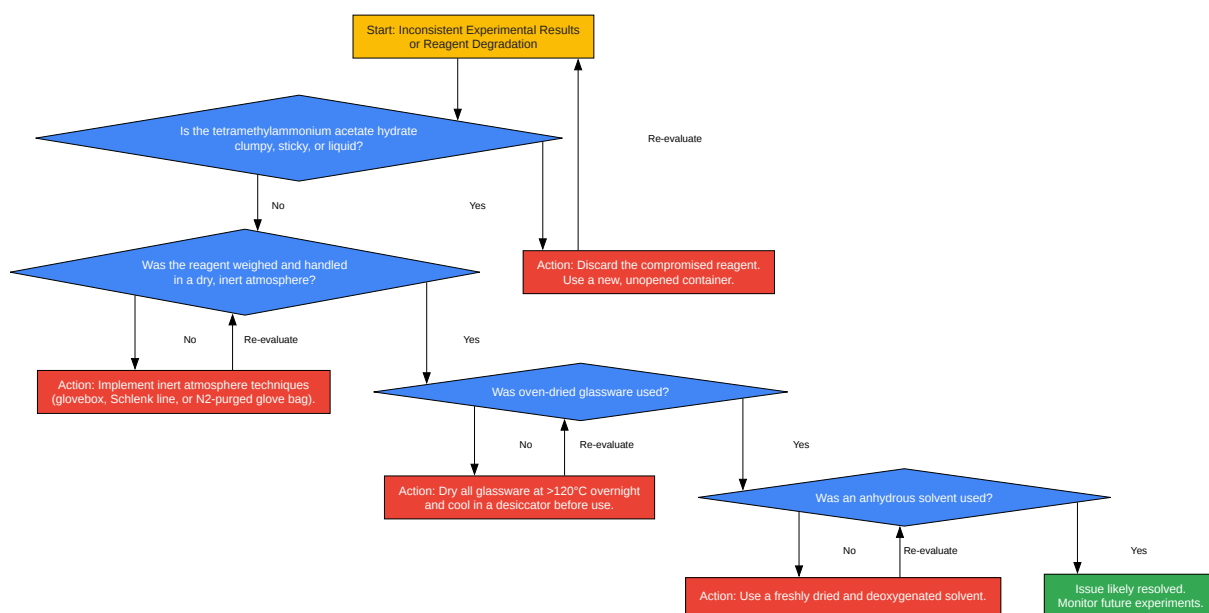 Start: Inconsistent Experimental Results
or Reagent Degradation
Is the tetramethylammonium acetate hydrate
clumpy, sticky, or liquid?
Re-evaluate
No
Yes
Was the reagent weighed and handled
in a dry, inert atmosphere?
Action: Discard the compromised reagent.
Use a new, unopened container.
No
Re-evaluate
Yes
Action: Implement inert atmosphere techniques
(glovebox, Schlenk line, or N2-purged glove bag).
Was oven-dried glassware used?
No
Re-evaluate
Yes
Action: Dry all glassware at >120°C overnight
and cool in a desiccator before use.
Was an anhydrous solvent used?
No
Re-evaluate
Yes
Action: Use a freshly dried and deoxygenated solvent.
Issue likely resolved.
Monitor future experiments.